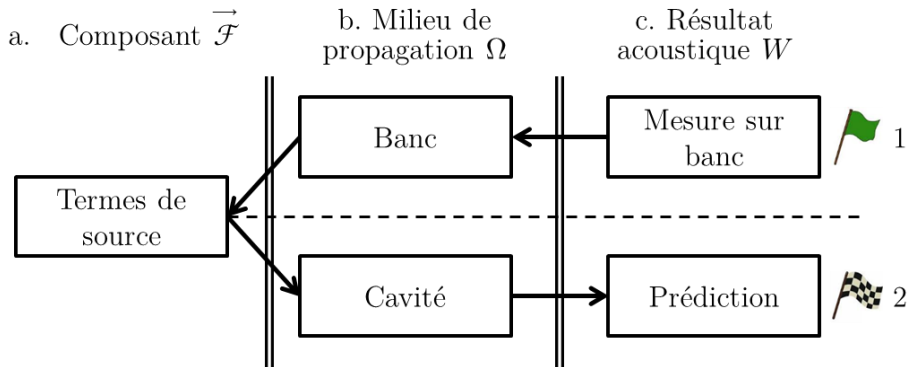 a. Composant $\overrightarrow{\mathcal{F}}$
b. Milieu de
propagation Ω
c. Résultat
acoustique W
Banc
Mesure sur
banc
1
Termes de
source
Cavité
Prédiction
2